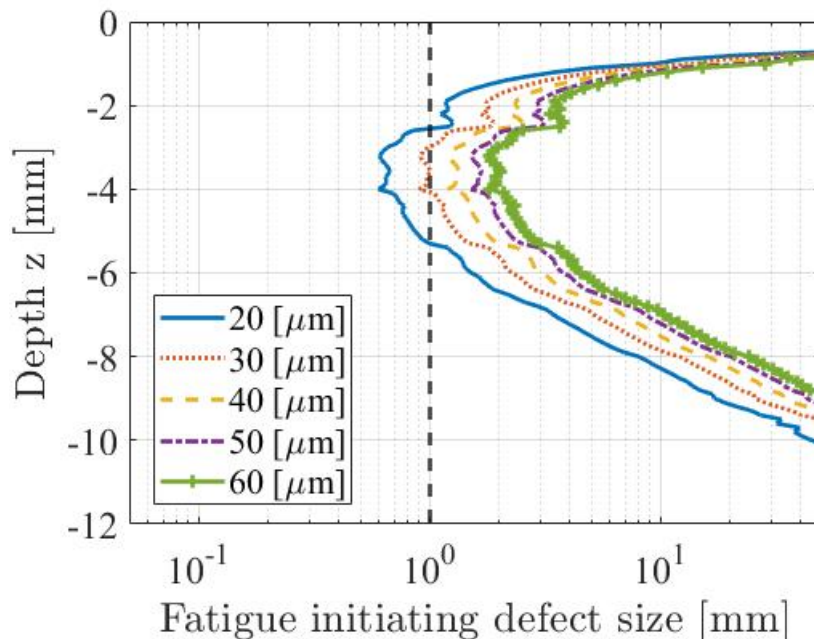 0
-2
-4
-6
-8
-10
-12
Depth z [mm]
20 [μm]
30 [μm]
40 [μm]
50 [μm]
60 [μm]
10^-1
10^0
10^1
Fatigue initiating defect size [mm]